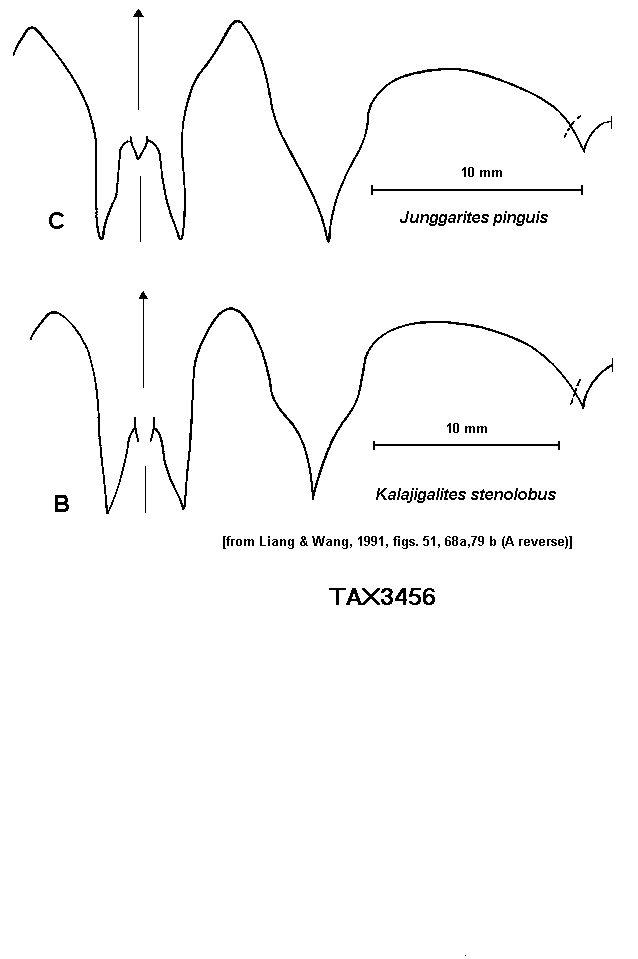 10 mm
C
Junggarites pinguis
10 mm
B
Kalajigalites stenolobus
[from Liang & Wang, 1991, figs. 51, 68a,79 b (A reverse)]
TAX3456